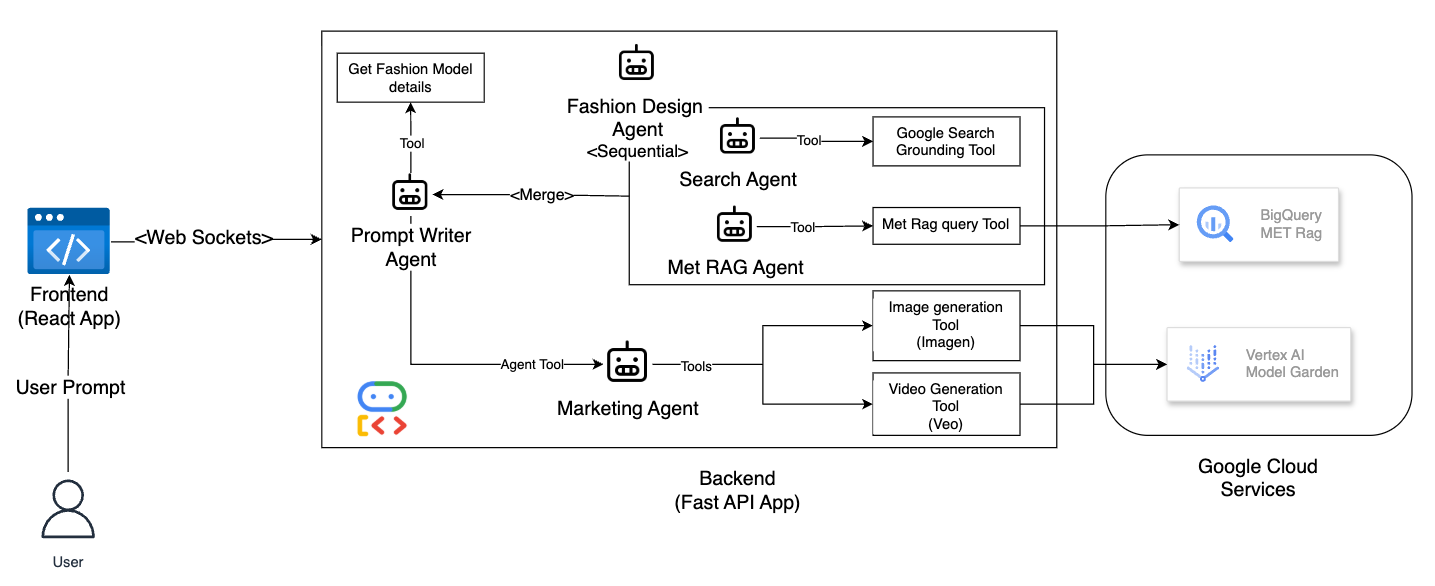 Get Fashion Model
details
Tool
Prompt Writer
Agent
<Merge>
Fashion Design
Agent
<Sequential>
Search Agent
Tool
Google Search
Grounding Tool
Met RAG Agent
Tool
Met Rag query Tool
BigQuery
MET Rag
<Web Sockets>
Frontend
(React App)
User Prompt
User
Agent Tool
Marketing Agent
Tools
Image generation
Tool
(Imagen)
Video Generation
Tool
(Veo)
Vertex AI
Model Garden
Backend
(Fast API App)
Google Cloud
Services